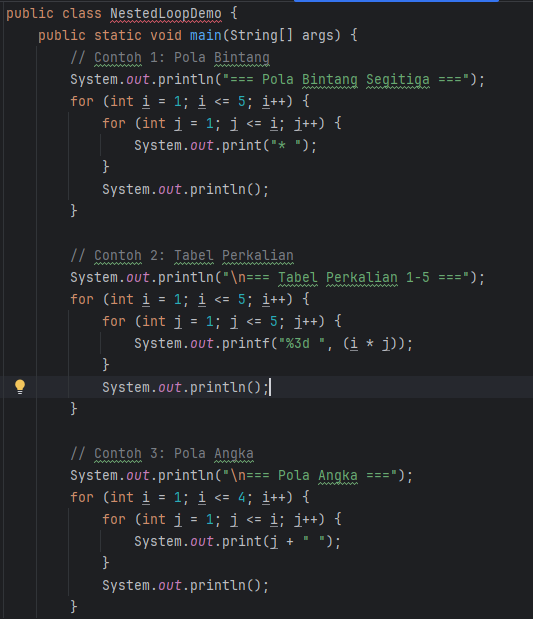 public class NestedLoopDemo {
    public static void main(String[] args) {
        // Contoh 1: Pola Bintang
        System.out.println("=== Pola Bintang Segitiga ===");
        for (int i = 1; i <= 5; i++) {
            for (int j = 1; j <= i; j++) {
                System.out.print("* ");
            }
            System.out.println();
        }

        // Contoh 2: Tabel Perkalian
        System.out.println("\n=== Tabel Perkalian 1-5 ===");
        for (int i = 1; i <= 5; i++) {
            for (int j = 1; j <= 5; j++) {
                System.out.printf("%3d ", (i * j));
            }
            System.out.println();
        }

        // Contoh 3: Pola Angka
        System.out.println("\n=== Pola Angka ===");
        for (int i = 1; i <= 4; i++) {
            for (int j = 1; j <= i; j++) {
                System.out.print(j + " ");
            }
            System.out.println();
        }